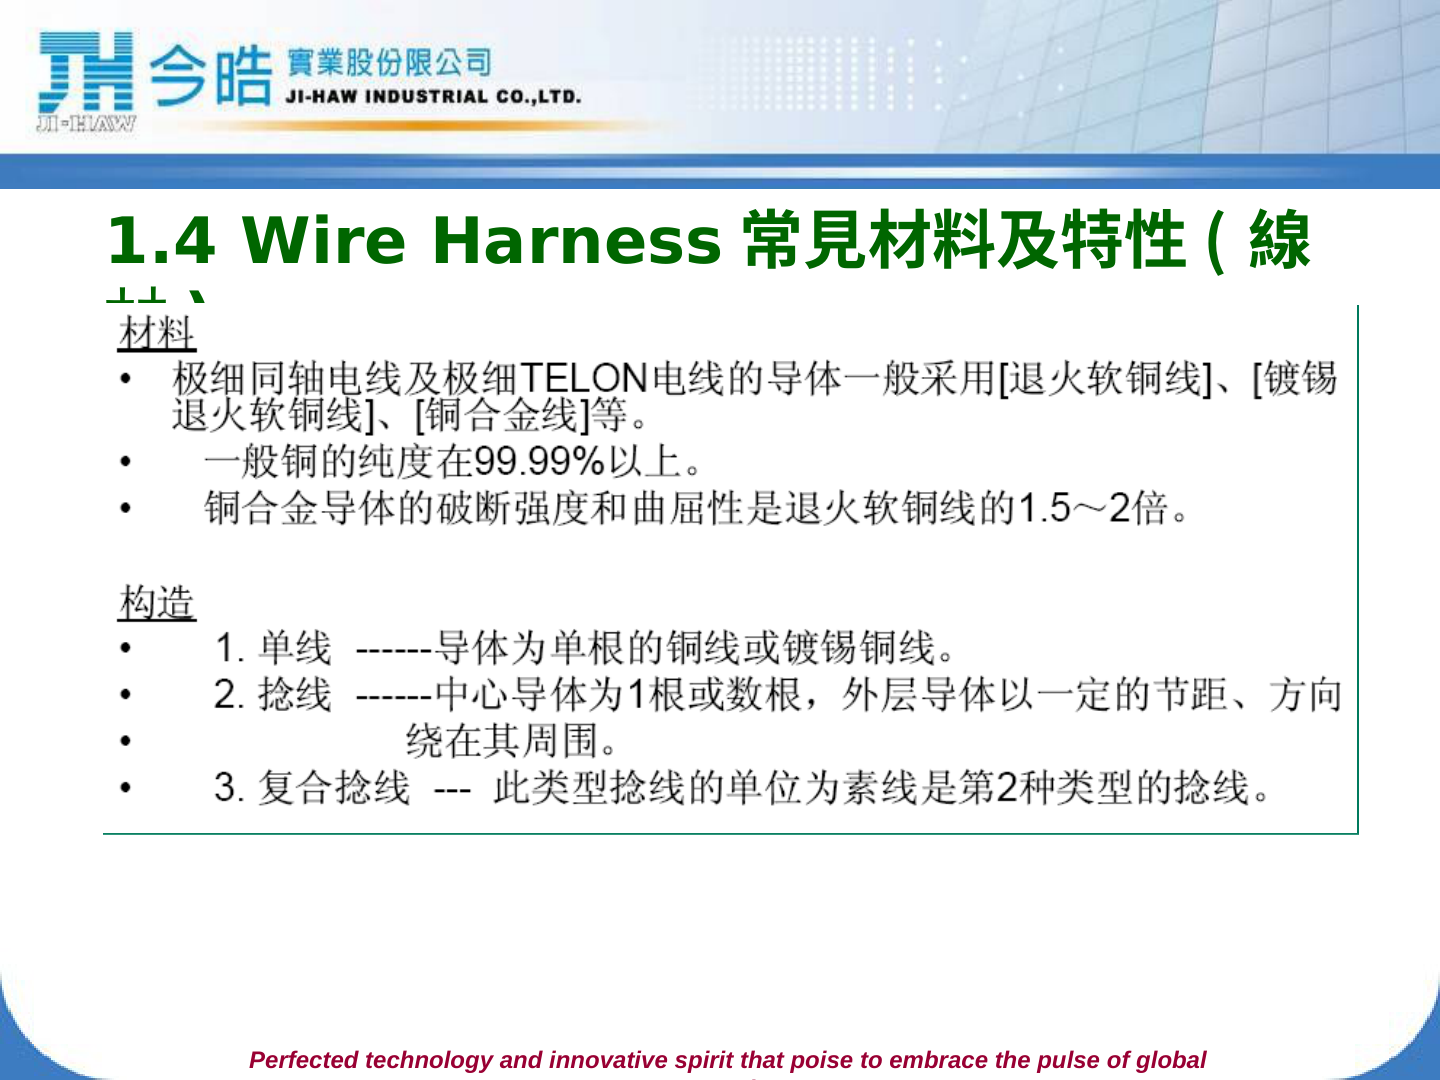 今皓 實業股份限公司
JI-HAW INDUSTRIAL CO.,LTD.
JI-HAW
1.4 Wire Harness 常見材料及特性 ( 線
材料
• 极细同轴电线及极细TELON电线的导体一般采用[退火软铜线]、[镀锡
退火软铜线]、[铜合金线]等。
• 一般铜的纯度在99.99%以上。
• 铜合金导体的破断强度和曲屈性是退火软铜线的1.5～2倍。
构造
• 1. 单线 ------导体为单根的铜线或镀锡铜线。
• 2. 捻线 ------中心导体为1根或数根，外层导体以一定的节距、方向
• 绕在其周围。
• 3. 复合捻线 --- 此类型捻线的单位为素线是第2种类型的捻线。
Perfected technology and innovative spirit that poise to embrace the pulse of global